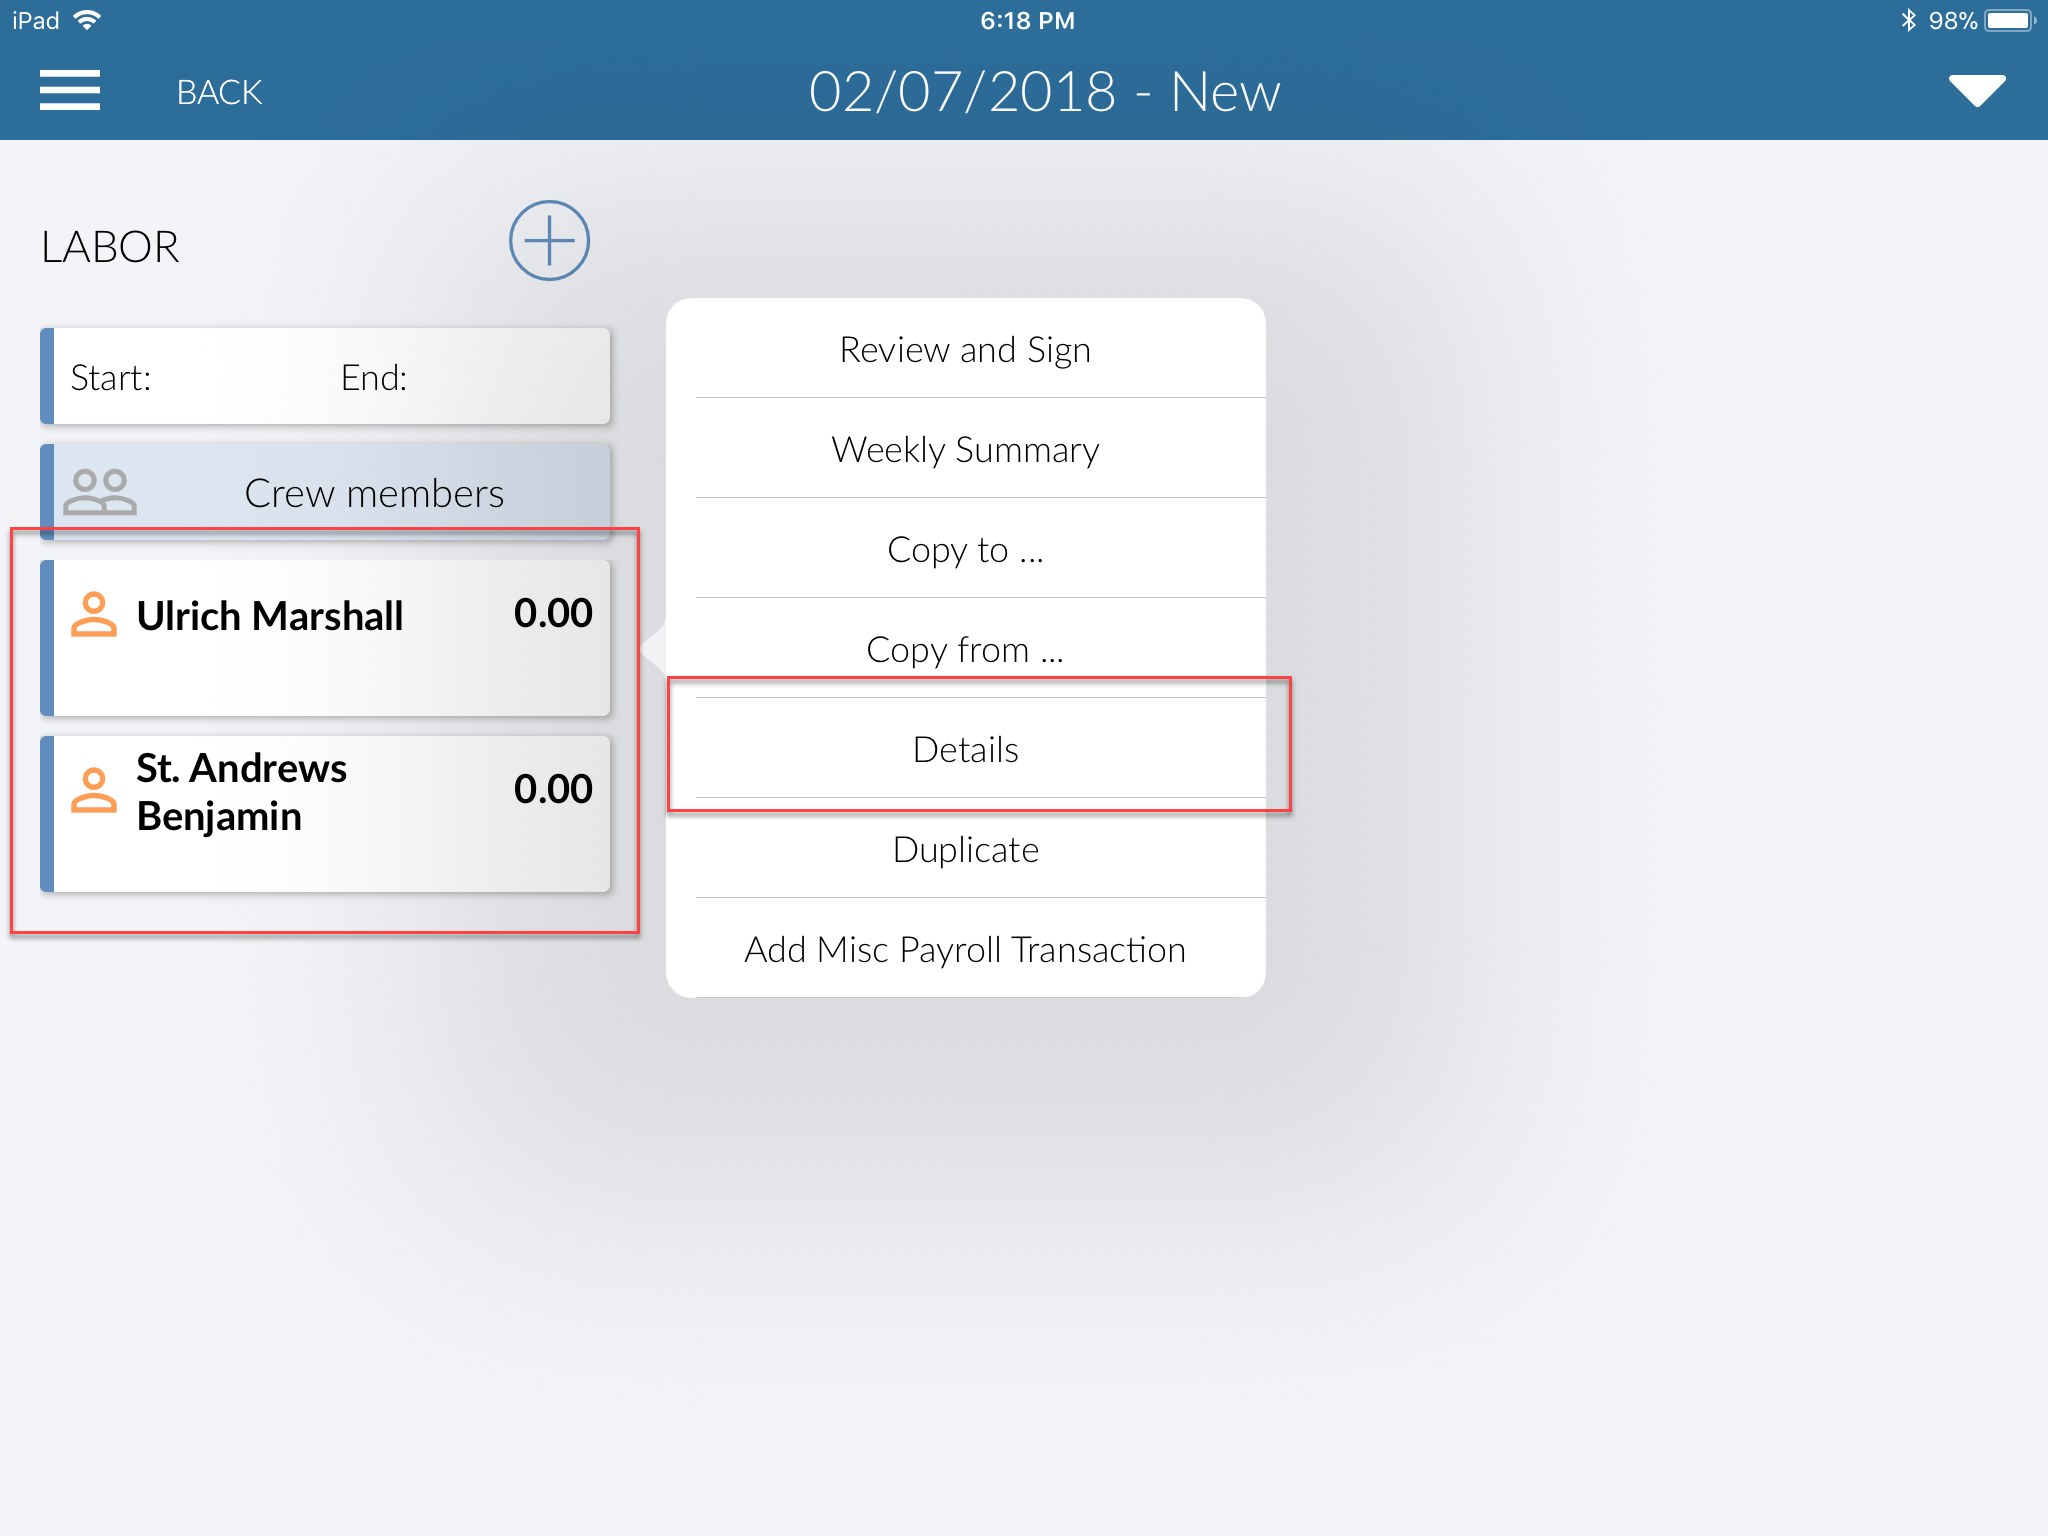 iPad 6:18 PM 98%
BACK 02/07/2018 - New
LABOR
Start: End:
Crew members
Ulrich Marshall 0.00
St. Andrews
Benjamin 0.00
Review and Sign
Weekly Summary
Copy to ...
Copy from ...
Details
Duplicate
Add Misc Payroll Transaction